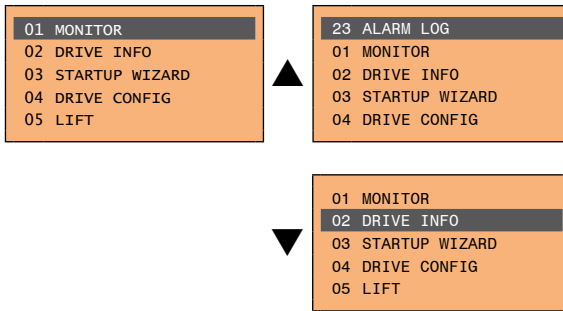 01 MONITOR
02 DRIVE INFO
03 STARTUP WIZARD
04 DRIVE CONFIG
05 LIFT
23 ALARM LOG
01 MONITOR
02 DRIVE INFO
03 STARTUP WIZARD
04 DRIVE CONFIG
01 MONITOR
02 DRIVE INFO
03 STARTUP WIZARD
04 DRIVE CONFIG
05 LIFT